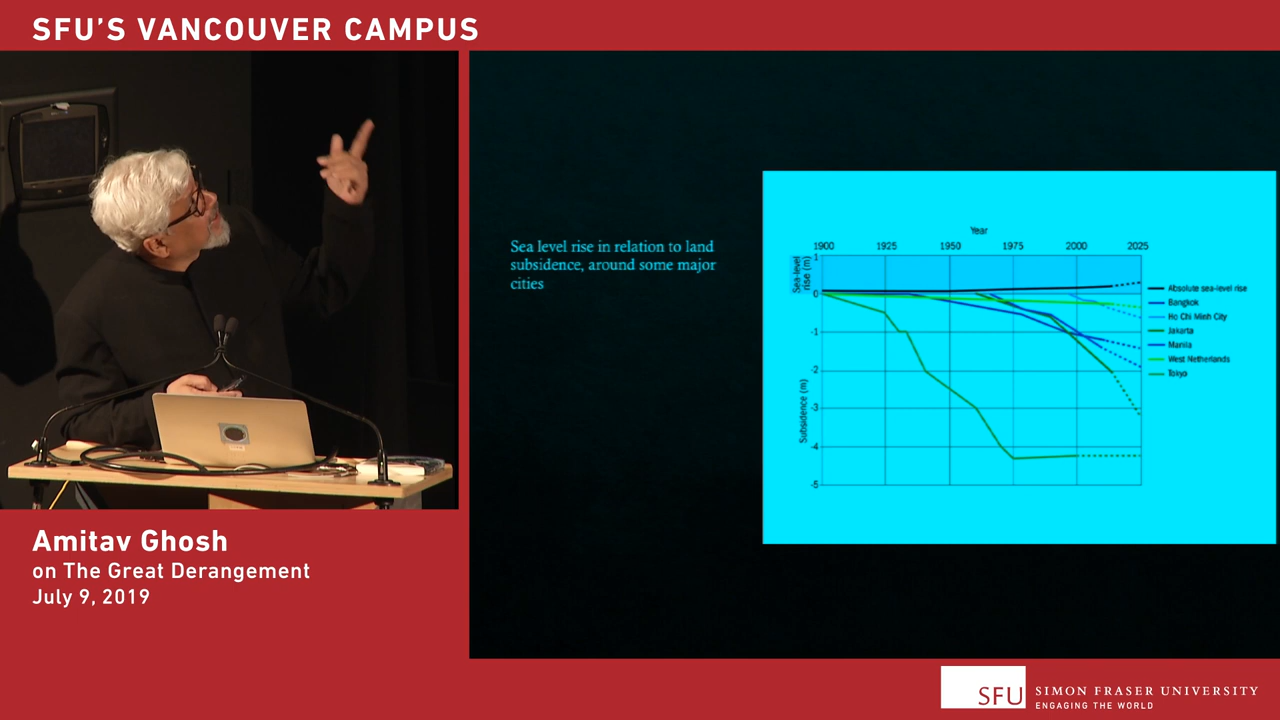 SFU'S VANCOUVER CAMPUS
Sea level rise in relation to land
subsidence, around some major
cities
Year
1900 1925 1950 1975 2000 2025
Sea-level
rise (m)
1
0
-1
-2
-3
-4
-5
Subsidence (m)
Absolute sea-level rise
Bangkok
Ho Chi Minh City
Jakarta
Manila
West Netherlands
Tokyo
Amitav Ghosh
on The Great Derangement
July 9, 2019
SFU
SIMON FRASER UNIVERSITY
ENGAGING THE WORLD